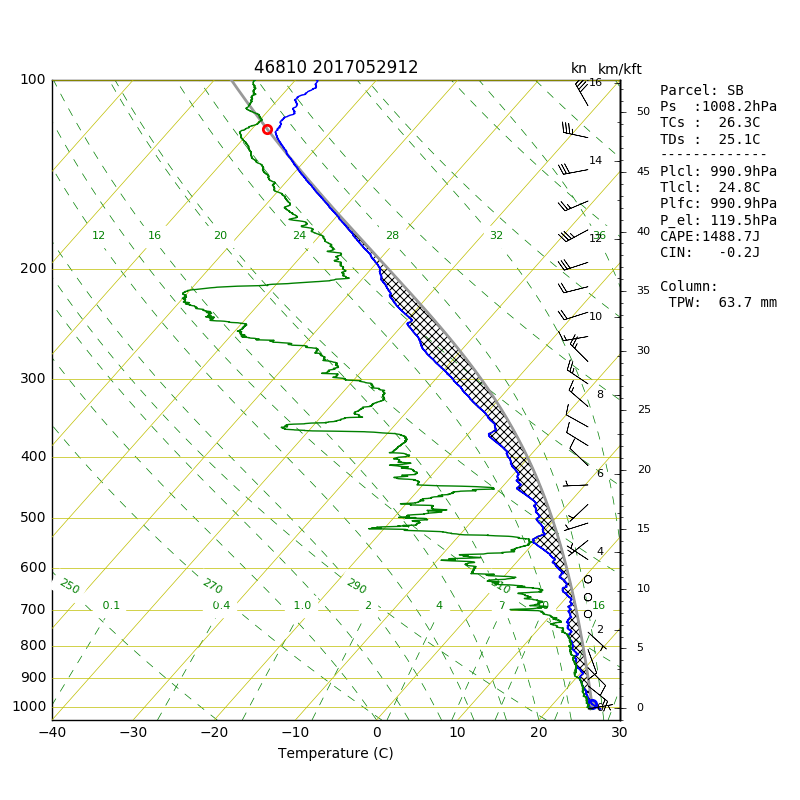 46810 2017052912
kn km/kft
Parcel: SB
Ps  :1008.2hPa
TCs :  26.3C
TDs :  25.1C
-------------
Plcl: 990.9hPa
Tlcl:  24.8C
Plfc: 990.9hPa
P_el: 119.5hPa
CAPE:1488.7J
CIN:   -0.2J
Column:
TPW:  63.7 mm
100
200
300
400
500
600
700
800
900
1000
16
14
12
10
8
6
4
2
50
45
40
35
30
25
20
15
10
5
0
12 16 20 24 28 32 36
250 270 290 310
0.1 0.4 1.0 2 4 7 10 16
−40 −30 −20 −10 0 10 20 30
Temperature (C)